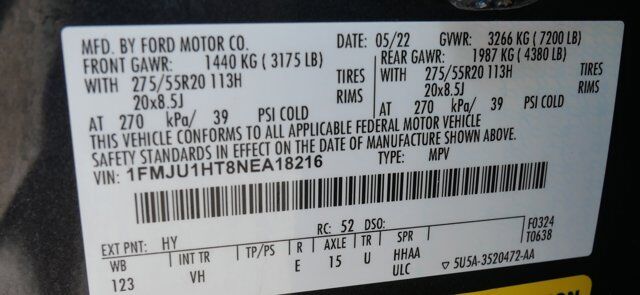 MFD. BY FORD MOTOR CO. DATE: 05/22 GVWR: 3266 KG (7200 LB)
FRONT GAWR: 1440 KG (3175 LB) REAR GAWR: 1987 KG (4380 LB)
WITH 275/55R20 113H TIRES WITH 275/55R20 113H TIRES
20x8.5J RIMS 20x8.5J RIMS
AT 270 kPa/ 39 PSI COLD AT 270 kPa/ 39 PSI COLD
THIS VEHICLE CONFORMS TO ALL APPLICABLE FEDERAL MOTOR VEHICLE
SAFETY STANDARDS IN EFFECT ON THE DATE OF MANUFACTURE SHOWN ABOVE.
VIN: 1FMJU1HT8NEA18216 TYPE: MPV
EXT PNT: HY RC: 52 DSO: F0324
WB INT TR TP/PS R AXLE TR SPR T0638
123 VH E 15 U HHAA
ULC ▽ 5U5A-3520472-AA